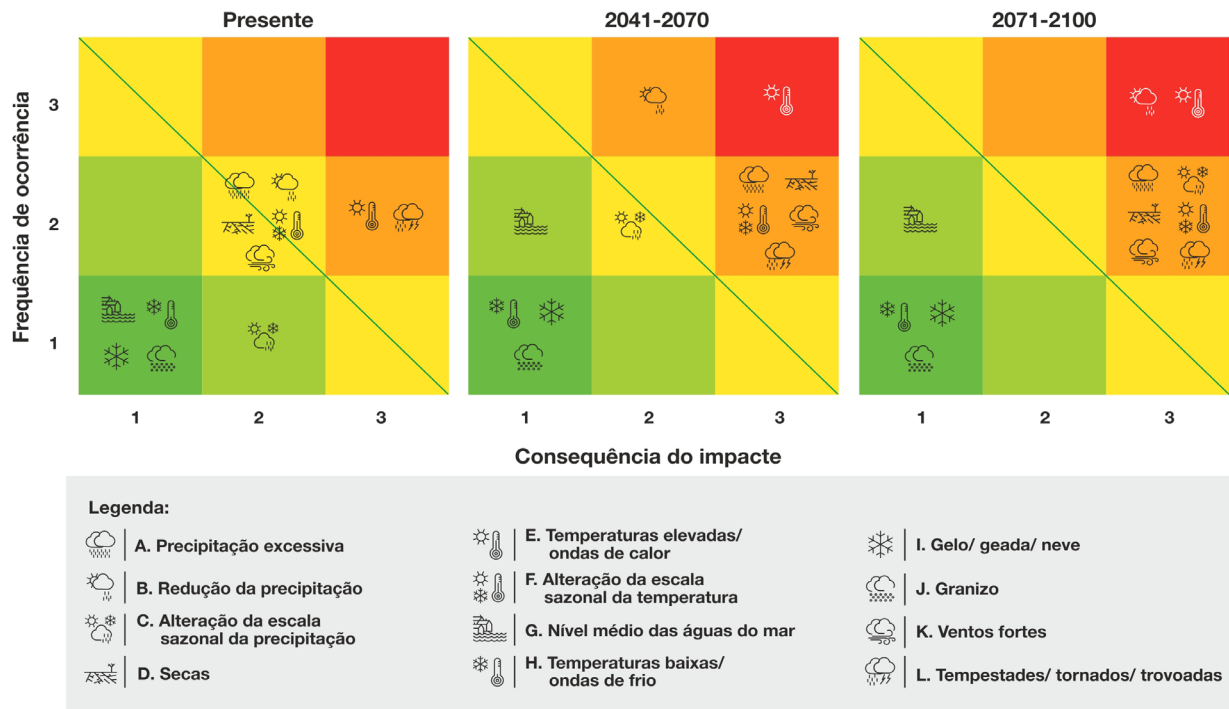 Presente
2041-2070
2071-2100
Frequência de ocorrência
3
2
1
1
2
3
1
2
3
1
2
3
Consequência do impacte
Legenda:
A. Precipitação excessiva
B. Redução da precipitação
C. Alteração da escala
sazonal da precipitação
D. Secas
E. Temperaturas elevadas/
ondas de calor
F. Alteração da escala
sazonal da temperatura
G. Nível médio das águas do mar
H. Temperaturas baixas/
ondas de frio
I. Gelo/ geada/ neve
J. Granizo
K. Ventos fortes
L. Tempestades/ tornados/ trovoadas